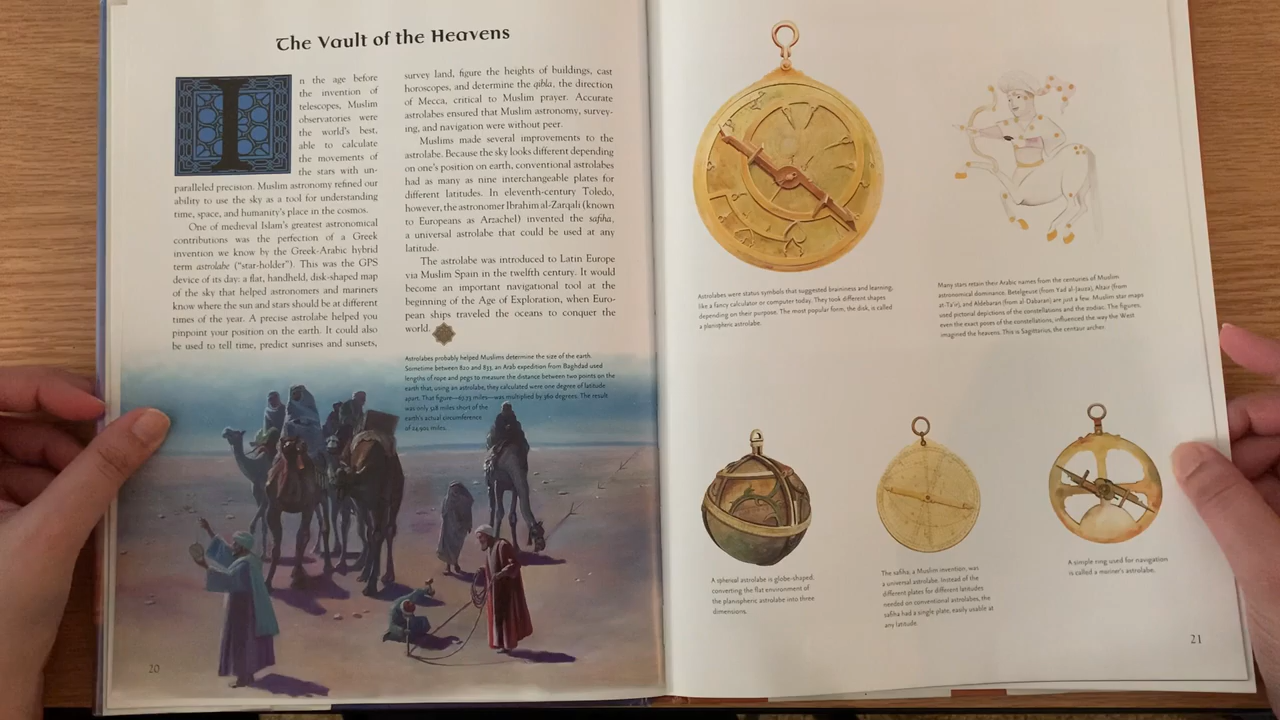 The Vault of the Heavens
In the age before
the invention of
telescopes, Muslim
observatories were
the world's best,
able to calculate
the movements of
the stars with un-
paralleled precision. Muslim astronomy refined our
ability to use the sky as a tool for understanding
time, space, and humanity's place in the cosmos.
One of medieval Islam's greatest astronomical
contributions was the perfection of a Greek
invention we know by the Greek-Arabic hybrid
term astrolabe ("star-holder"). This was the GPS
device of its day: a flat, handheld, disk-shaped map
of the sky that helped astronomers and mariners
know where the sun and stars should be at different
times of the year. A precise astrolabe helped you
pinpoint your position on the earth. It could also
be used to tell time, predict sunrises and sunsets,
survey land, figure the heights of buildings, cast
horoscopes, and determine the qibla, the direction
of Mecca, critical to Muslim prayer. Accurate
astrolabes ensured that Muslim astronomy, survey-
ing, and navigation were without peer.
Muslims made several improvements to the
astrolabe. Because the sky looks different depending
on one's position on earth, conventional astrolabes
had as many as nine interchangeable plates for
different latitudes. In eleventh-century Toledo,
however, the astronomer Ibrahim al-Zarqali (known
to Europeans as Arzachel) invented the safiha,
a universal astrolabe that could be used at any
latitude.
The astrolabe was introduced to Latin Europe
via Muslim Spain in the twelfth century. It would
become an important navigational tool at the
beginning of the Age of Exploration, when Euro-
pean ships traveled the oceans to conquer the
world.
Astrolabes probably helped Muslims determine the size of the earth.
Sometime between 820 and 833, an Arab expedition from Baghdad used
lengths of rope and pegs to measure the distance between two points on the
earth that, using an astrolabe, they calculated were one degree of latitude
apart. That figure—67.73 miles—was multiplied by 360 degrees. The result
was only 518 miles short of the
earth's actual circumference
of 24,902 miles.
20
Astrolabes were status symbols that suggested braininess and learning,
like a fancy calculator or computer today. They took different shapes
depending on their purpose. The most popular form, the disk, is called
a planispheric astrolabe.
Many stars retain their Arabic names from the centuries of Muslim
astronomical dominance. Betelgeuse (from Yad al-Jauza), Altair (from
at-Ta'ir), and Aldebaran (from al-Dabaran) are just a few. Muslim star maps
used pictorial depictions of the constellations and the zodiac. The figures,
even the exact poses of the constellations, influenced the way the West
imagined the heavens. This is Sagittarius, the centaur archer.
A spherical astrolabe is globe-shaped,
converting the flat environment of
the planispheric astrolabe into three
dimensions.
The safiha, a Muslim invention, was
a universal astrolabe. Instead of the
different plates for different latitudes
needed on conventional astrolabes, the
safiha had a single plate, easily usable at
any latitude.
A simple ring used for navigation
is called a mariner's astrolabe.
21